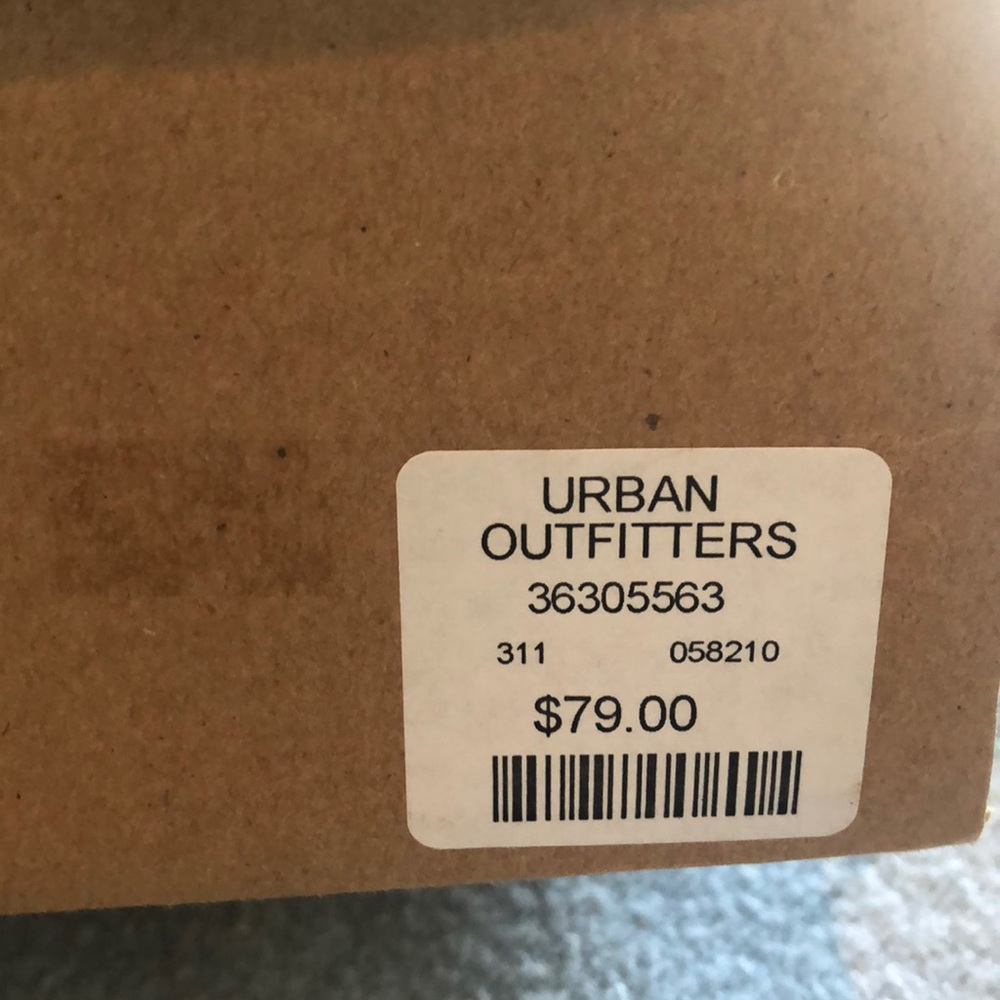 URBAN
OUTFITTERS
36305563
311 058210
$79.00